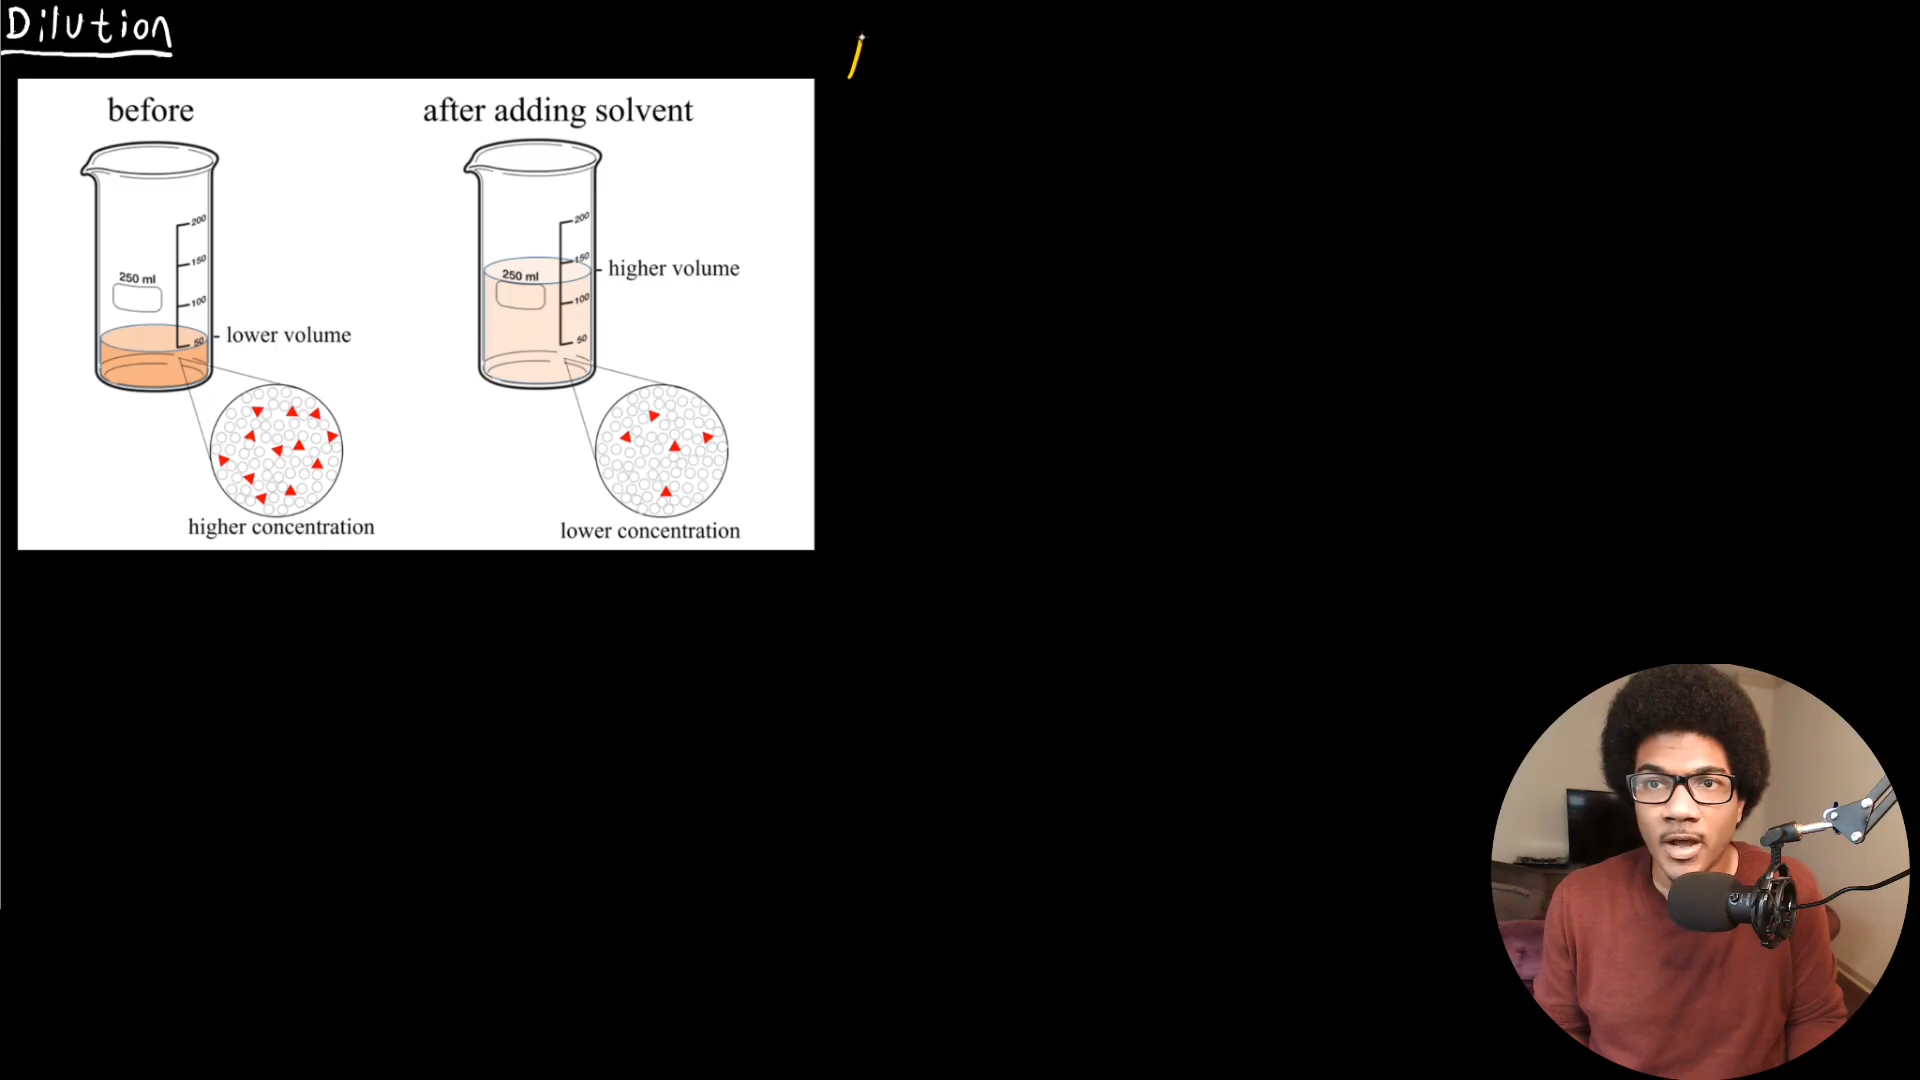 Dilution
before
after adding solvent
200
150
250 ml
100
50
lower volume
higher concentration
200
150
250 ml
100
50
higher volume
lower concentration